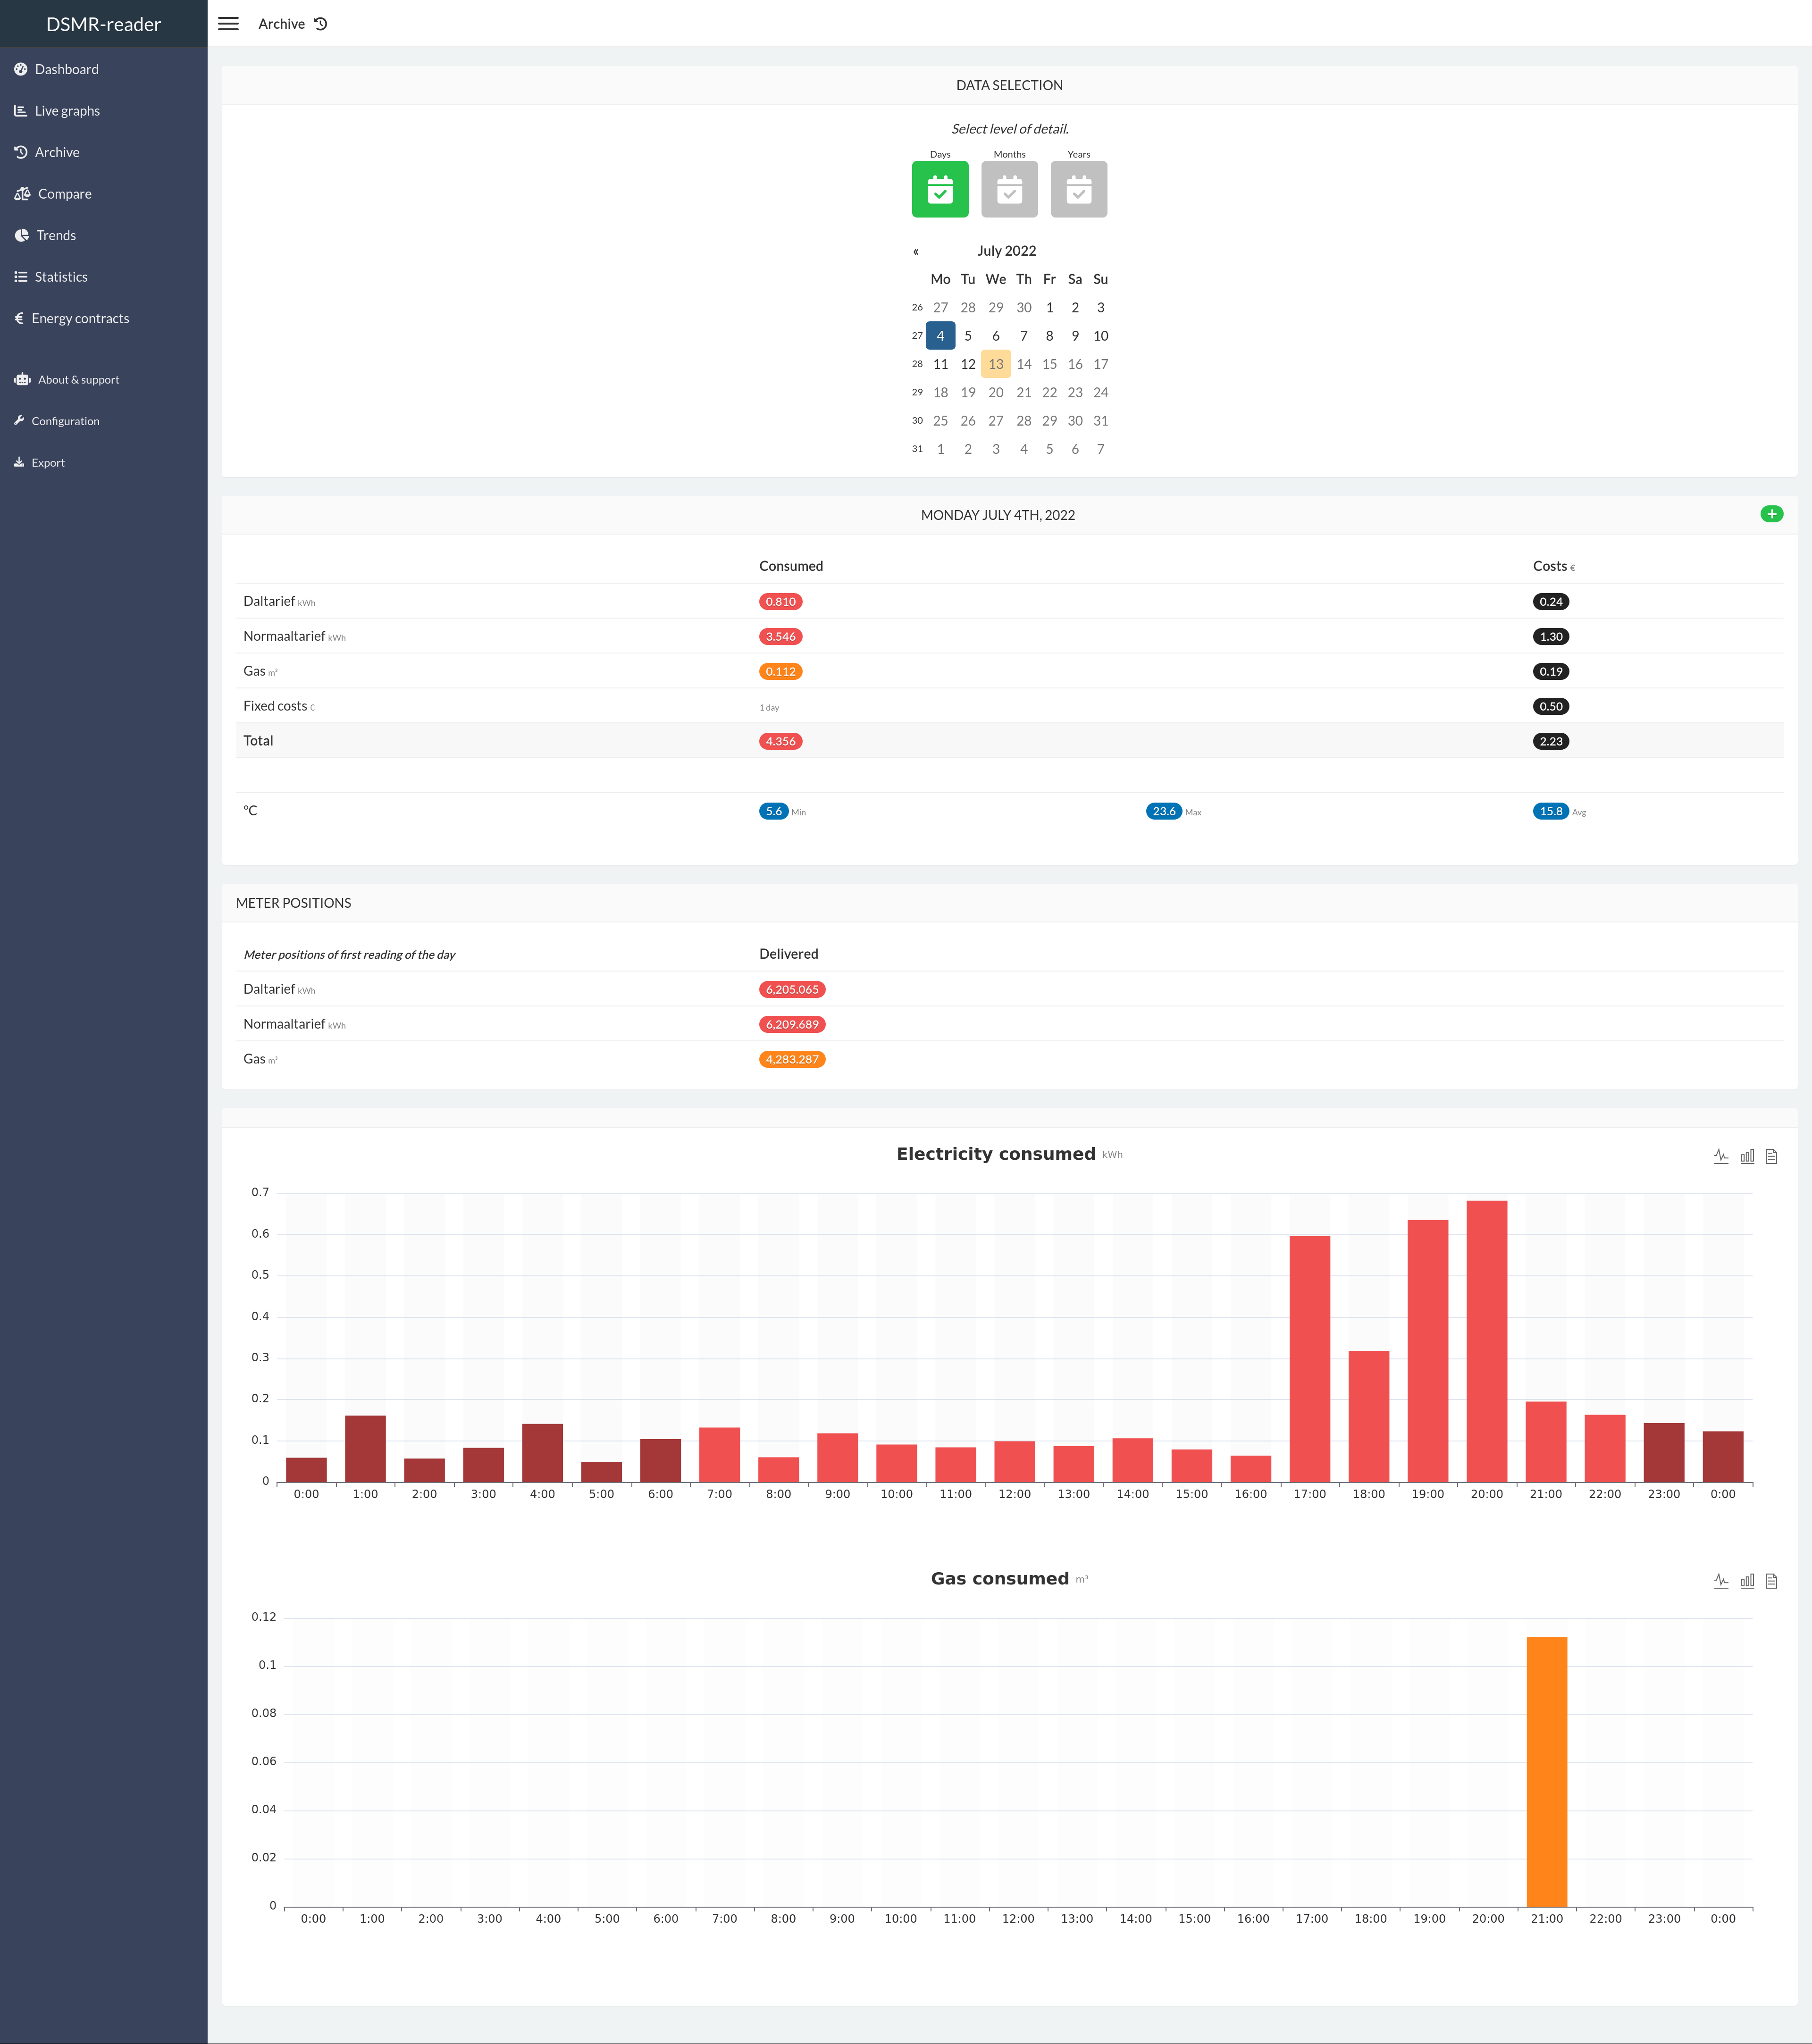 DSMR-reader
Archive
Dashboard
Live graphs
Archive
Compare
Trends
Statistics
Energy contracts
About & support
Configuration
Export
DATA SELECTION
Select level of detail.
Days Months Years
« July 2022
Mo Tu We Th Fr Sa Su
26 27 28 29 30 1 2 3
27 4 5 6 7 8 9 10
28 11 12 13 14 15 16 17
29 18 19 20 21 22 23 24
30 25 26 27 28 29 30 31
31 1 2 3 4 5 6 7
MONDAY JULY 4TH, 2022
Consumed Costs €
Daltarief kWh 0.810 0.24
Normaaltarief kWh 3.546 1.30
Gas m³ 0.112 0.19
Fixed costs € 1 day 0.50
Total 4.356 2.23
°C 5.6 Min 23.6 Max 15.8 Avg
METER POSITIONS
Meter positions of first reading of the day Delivered
Daltarief kWh 6,205.065
Normaaltarief kWh 6,209.689
Gas m³ 4,283.287
Electricity consumed kWh
0.7
0.6
0.5
0.4
0.3
0.2
0.1
0
0:00 1:00 2:00 3:00 4:00 5:00 6:00 7:00 8:00 9:00 10:00 11:00 12:00 13:00 14:00 15:00 16:00 17:00 18:00 19:00 20:00 21:00 22:00 23:00 0:00
Gas consumed m³
0.12
0.1
0.08
0.06
0.04
0.02
0
0:00 1:00 2:00 3:00 4:00 5:00 6:00 7:00 8:00 9:00 10:00 11:00 12:00 13:00 14:00 15:00 16:00 17:00 18:00 19:00 20:00 21:00 22:00 23:00 0:00